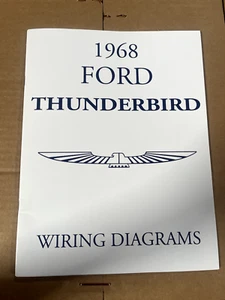 1968
FORD
THUNDERBIRD
WIRING DIAGRAMS